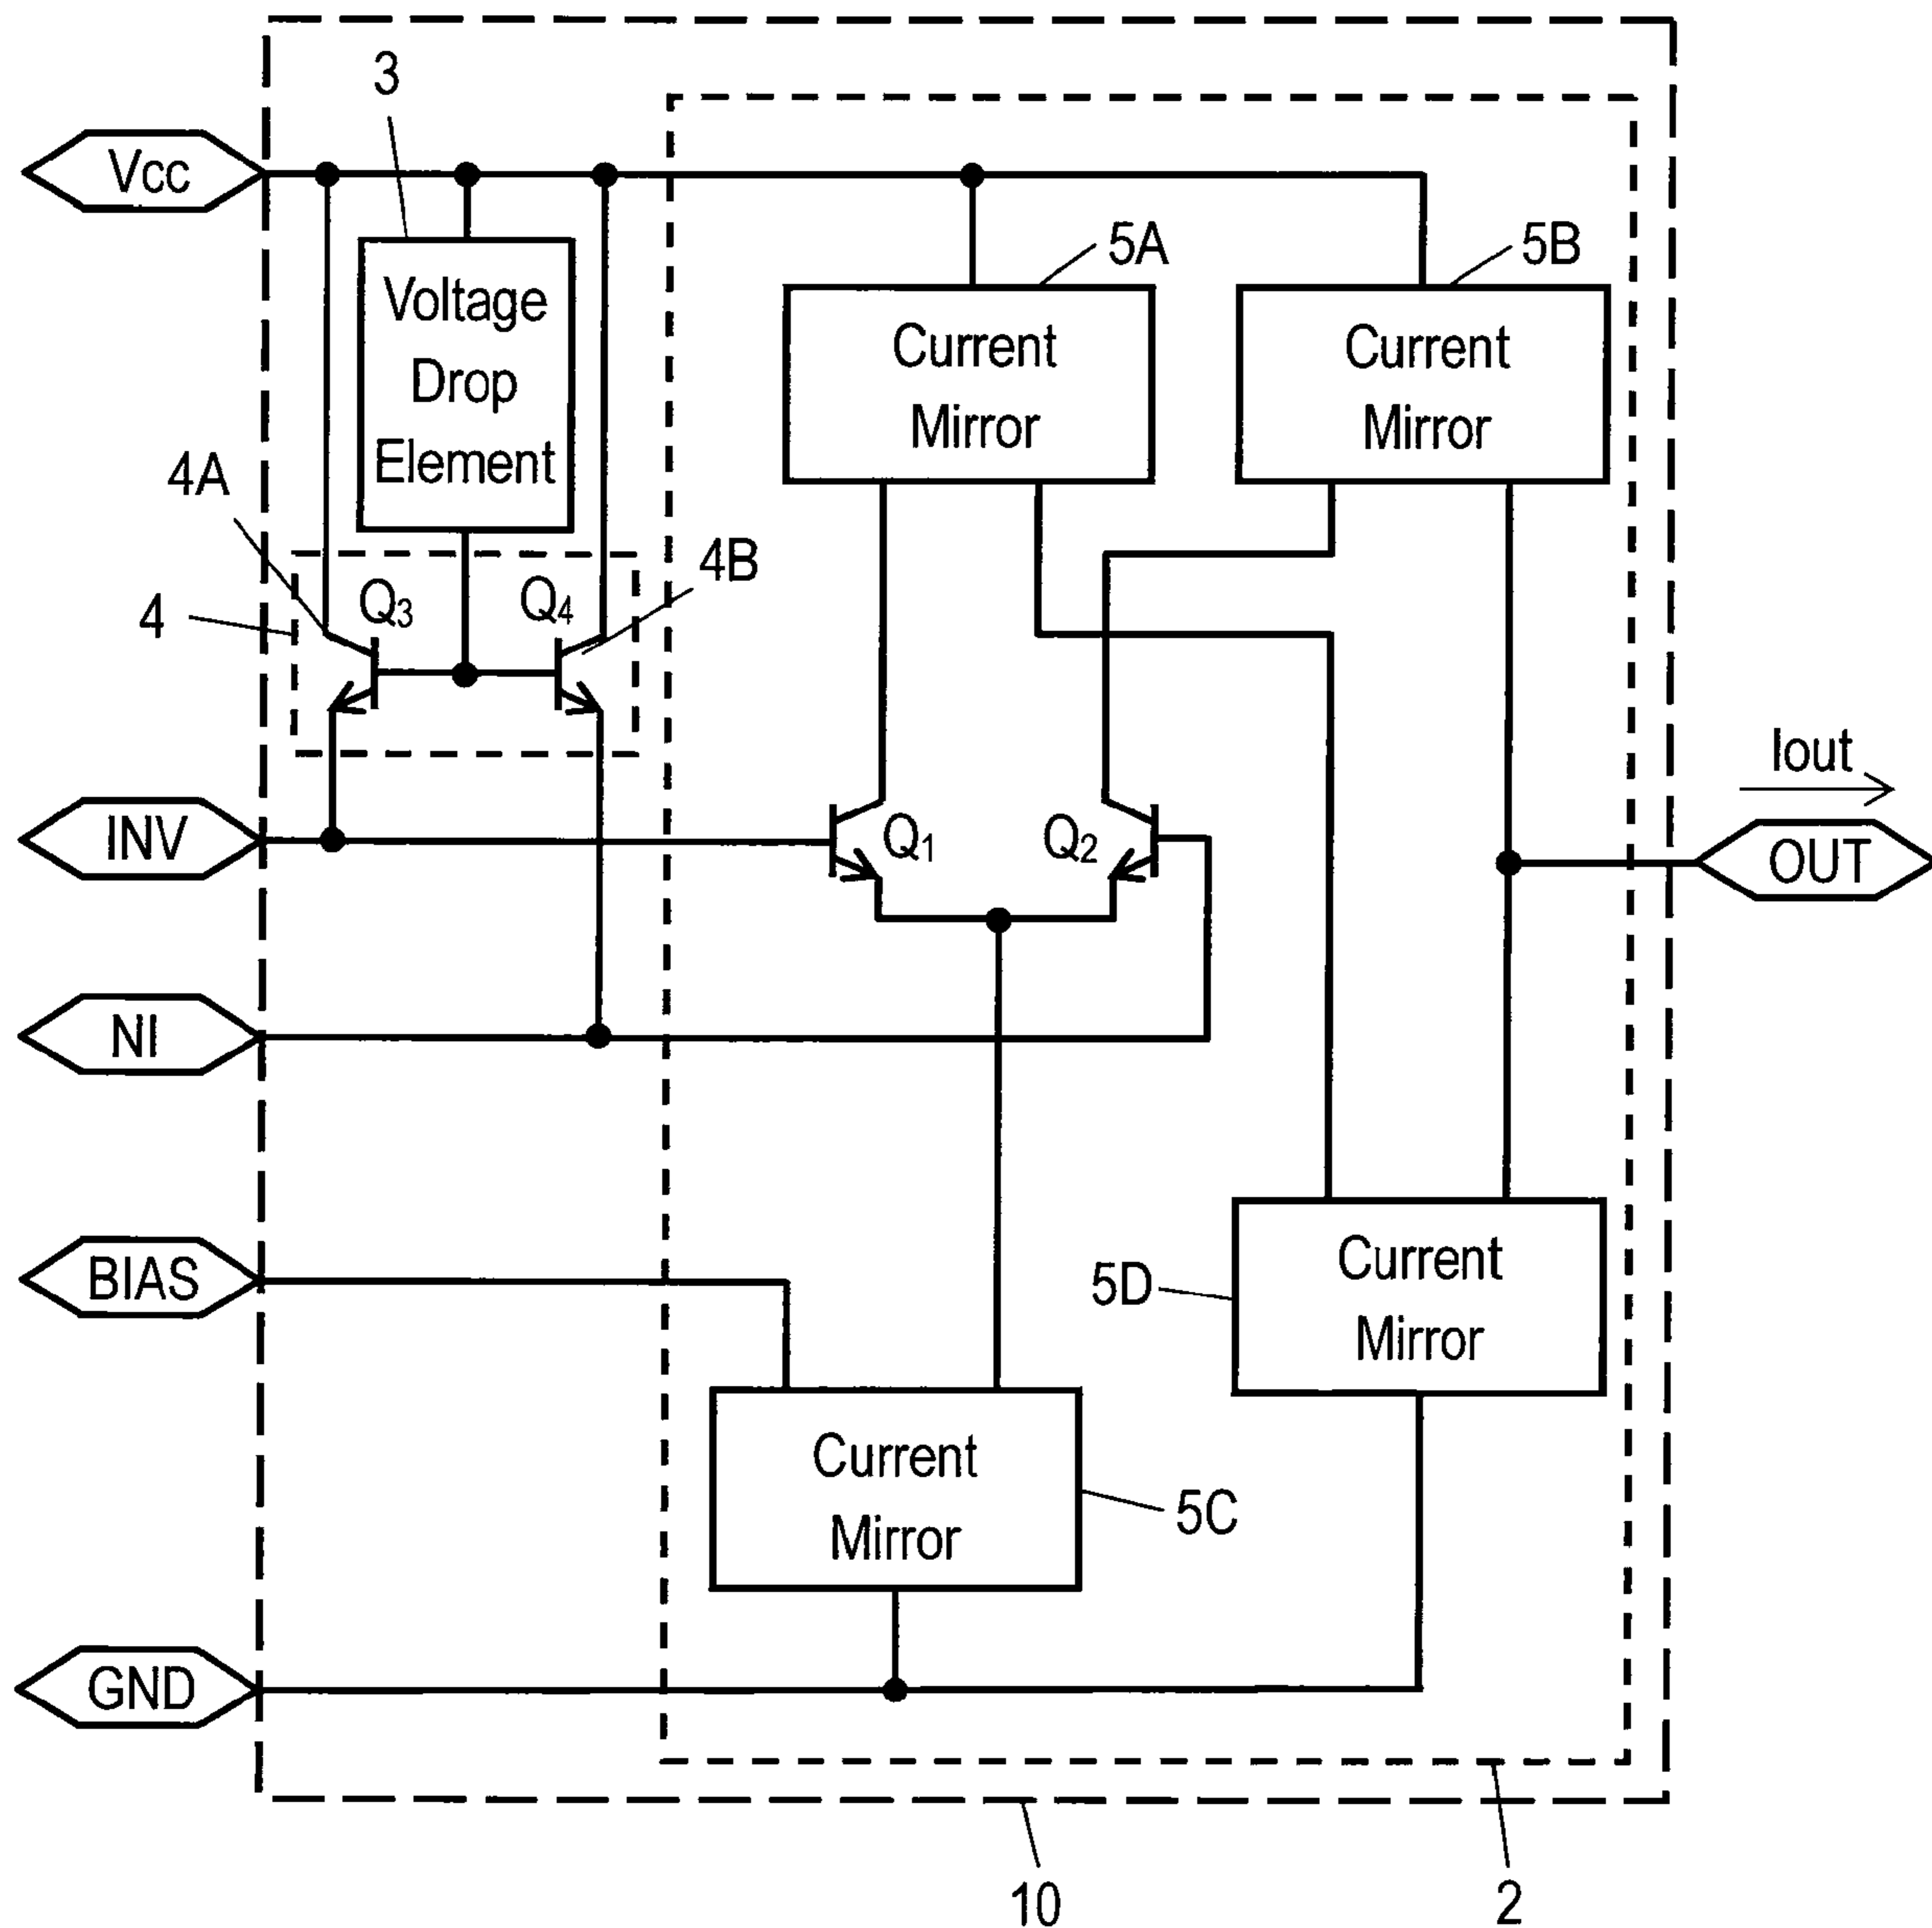 3
Vcc
5A
5B
Voltage
Drop
Element
Current
Mirror
Current
Mirror
4A
4B
Q3
Q4
4
Iout
INV
Q1
Q2
OUT
NI
BIAS
5D
Current
Mirror
Current
Mirror
5C
GND
10
2